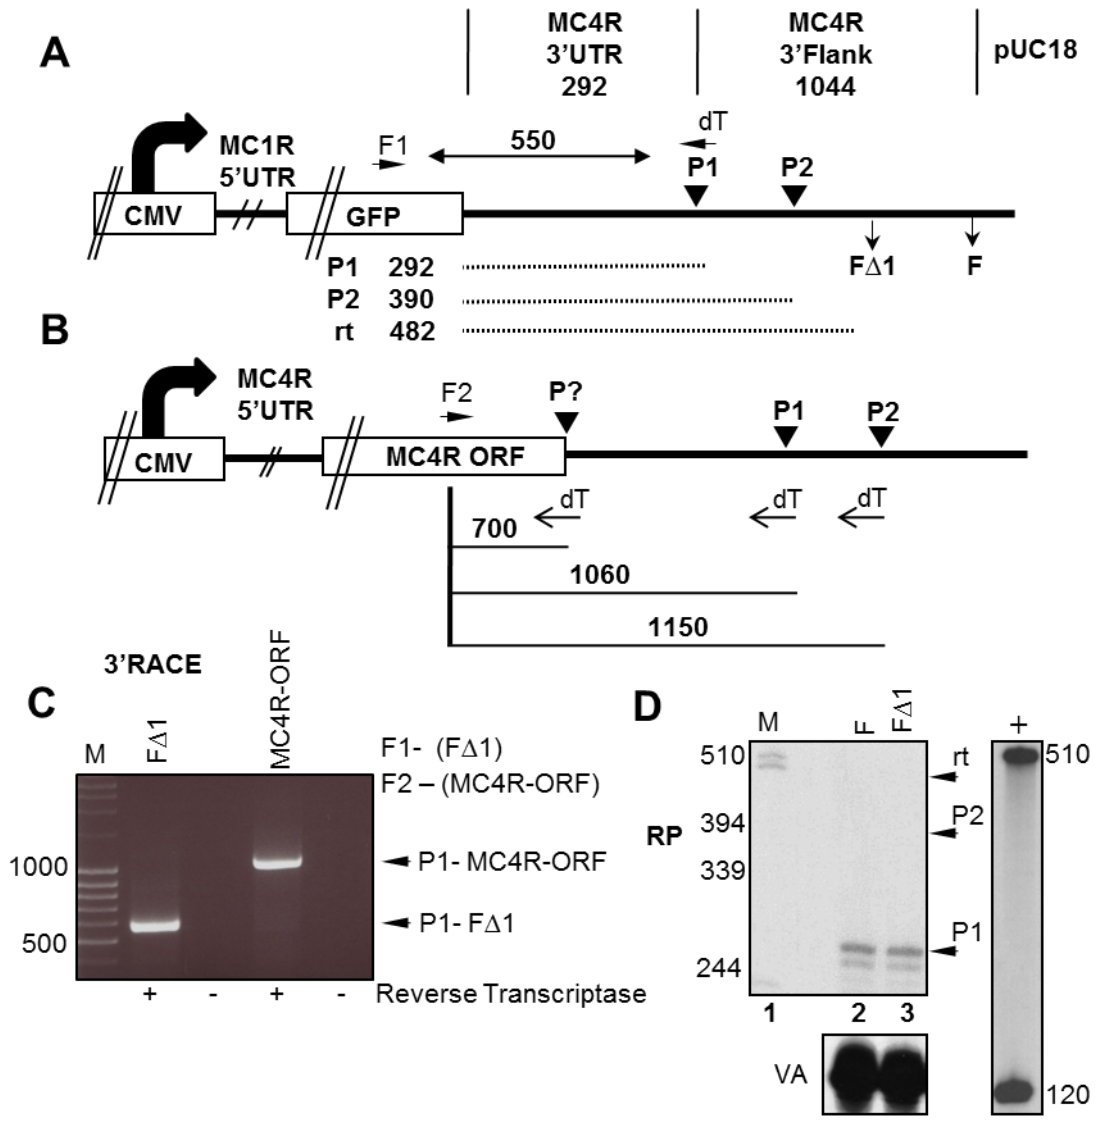 A
MC4R
3'UTR
292
MC4R
3'Flank
1044
pUC18
MC1R
5'UTR
F1
550
dT
P1
P2
CMV
GFP
FΔ1
F
P1 292
P2 390
rt 482
B
MC4R
5'UTR
F2
P?
P1
P2
CMV
MC4R ORF
dT
dT
dT
700
1060
1150
3'RACE
C
M
FΔ1
MC4R-ORF
F1- (FΔ1)
F2 – (MC4R-ORF)
1000
500
P1- MC4R-ORF
P1- FΔ1
+ - + - Reverse Transcriptase
D
M
F
FΔ1
+
510
394
339
244
RP
rt
P2
P1
510
120
1 2 3
VA